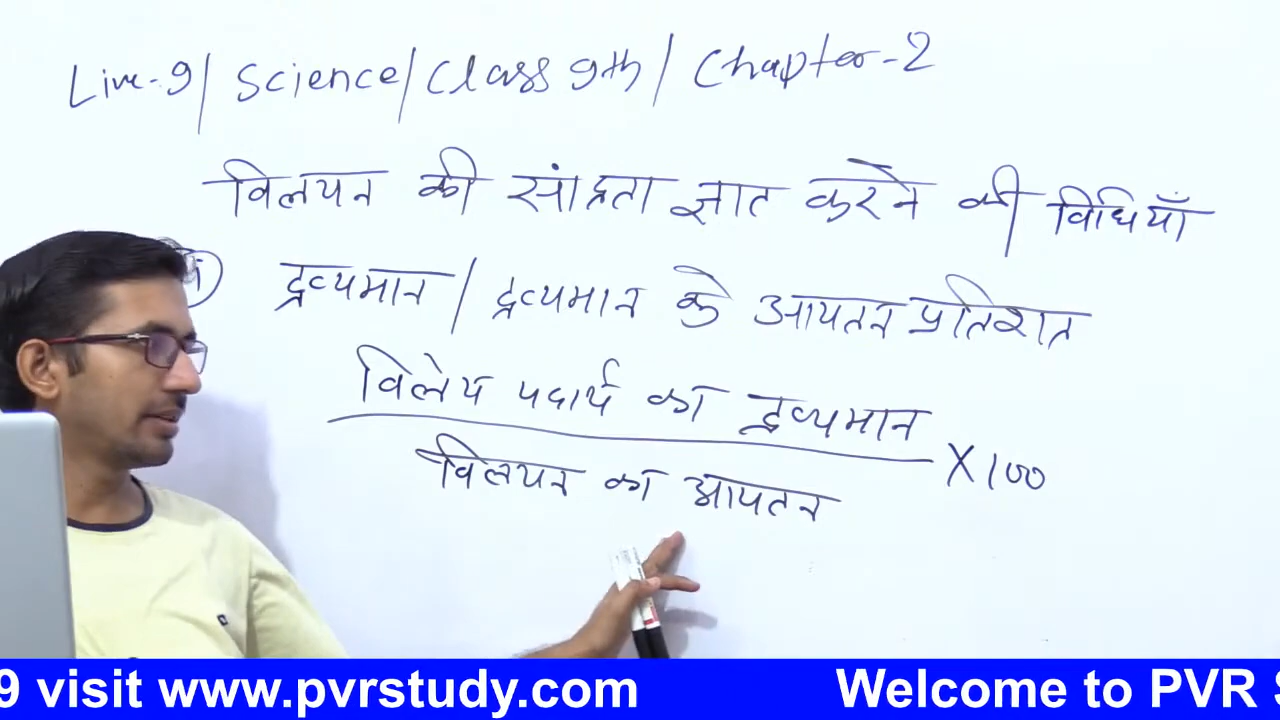 Live-9/ Science/ Class 9th/ Chapter-2
विलयन की सांद्रता ज्ञात करने की विधियाँ
द्रव्यमान / द्रव्यमान के आयतन प्रतिशत
विलेय पदार्थ का द्रव्यमान
विलयन का आयतन
X100
9 visit www.pvrstudy.com Welcome to PVR